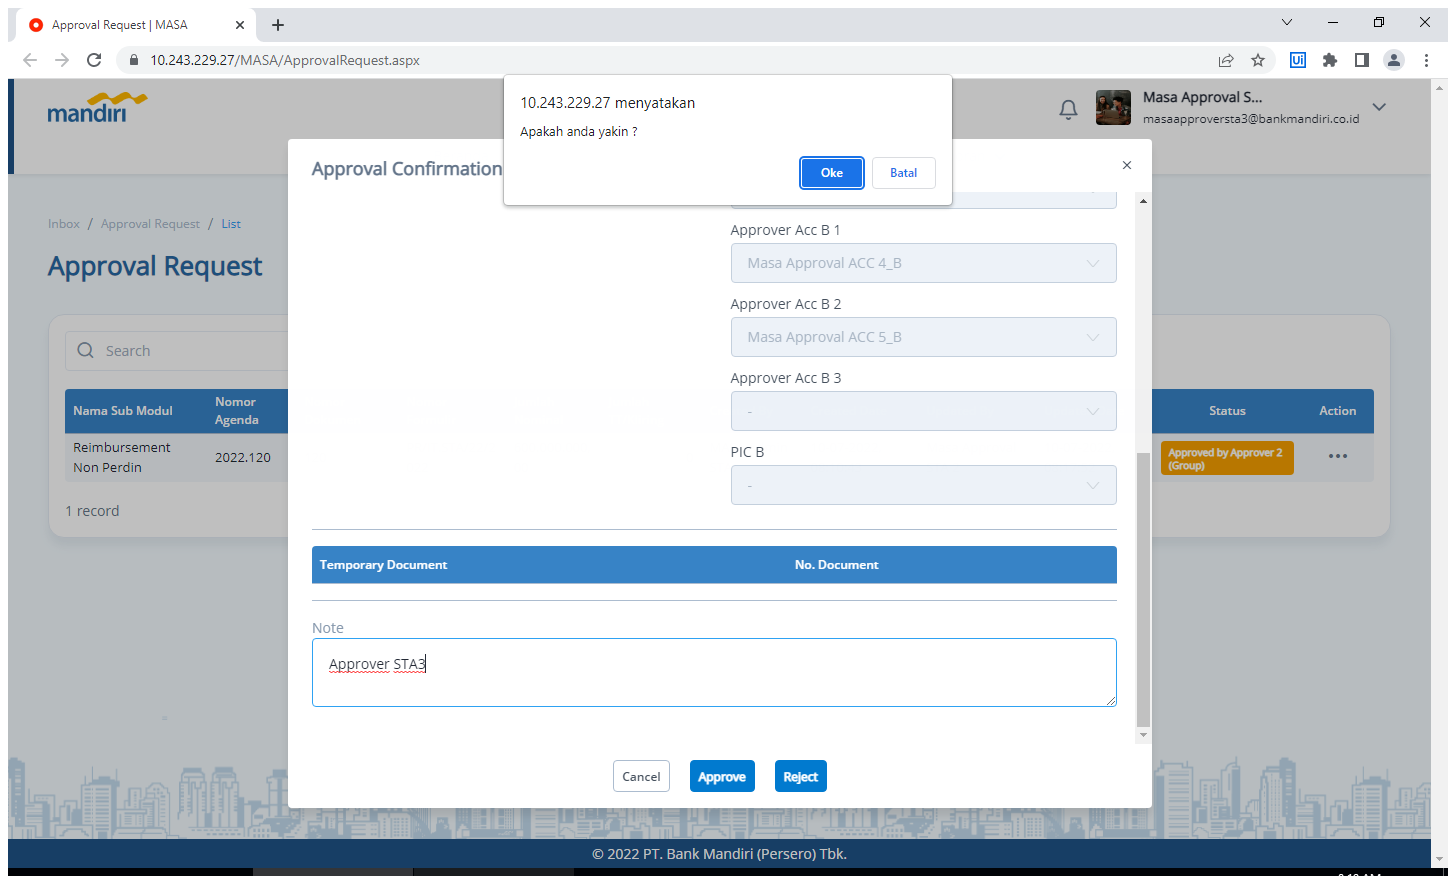 Approval Request | MASA
10.243.229.27/MASA/ApprovalRequest.aspx
Ui
10.243.229.27 menyatakan
Apakah anda yakin ?
Oke
Batal
mandiri
Masa Approval S...
masaapproversta3@bankmandiri.co.id
Approval Confirmation
Inbox / Approval Request / List
Approval Request
Search
Nama Sub Modul
Nomor
Agenda
Status
Action
Reimbursement
Non Perdin
2022.120
Approved by Approver 2
(Group)
1 record
Approver Acc B 1
Masa Approval ACC 4_B
Approver Acc B 2
Masa Approval ACC 5_B
Approver Acc B 3
-
PIC B
-
Temporary Document
No. Document
Note
Approver STA3
Cancel
Approve
Reject
© 2022 PT. Bank Mandiri (Persero) Tbk.